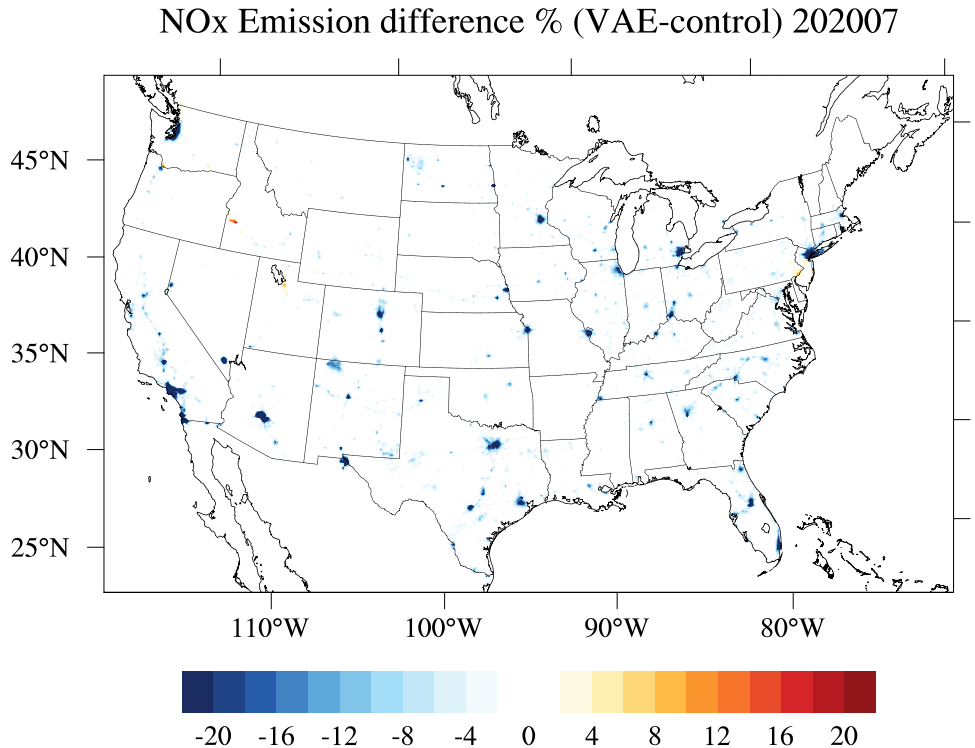 NOx Emission difference % (VAE-control) 202007
45°N
40°N
35°N
30°N
25°N
110°W 100°W 90°W 80°W
-20 -16 -12 -8 -4 0 4 8 12 16 20